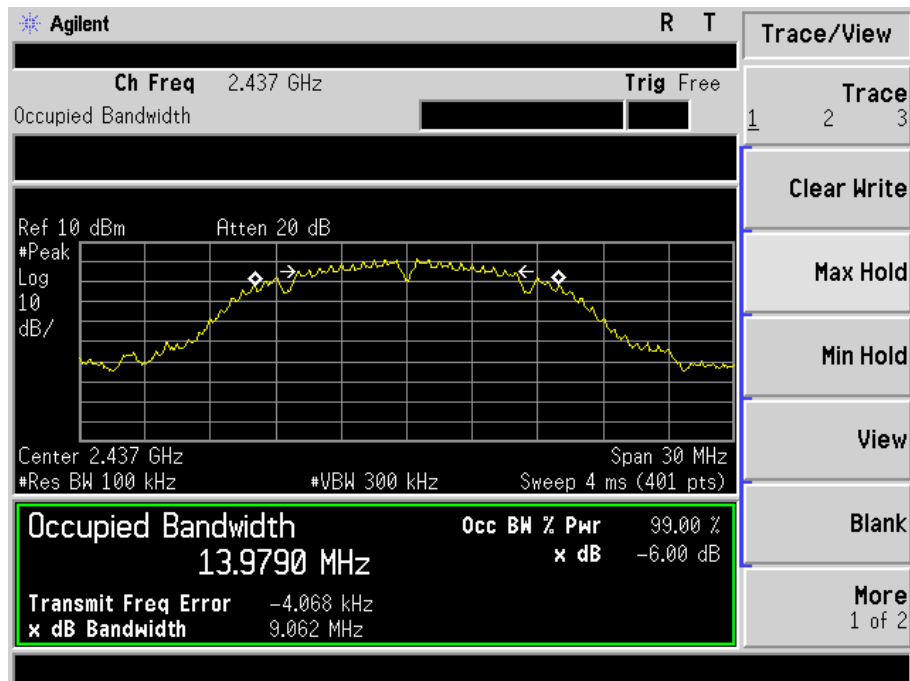 Agilent R T
Trace/View
Ch Freq 2.437 GHz Trig Free
Occupied Bandwidth
Trace
1 2 3
Clear Write
Ref 10 dBm Atten 20 dB
#Peak
Log
10
dB/
Max Hold
Min Hold
View
Center 2.437 GHz Span 30 MHz
#Res BW 100 kHz #VBW 300 kHz Sweep 4 ms (401 pts)
Occupied Bandwidth
13.9790 MHz
Occ BW % Pwr 99.00 %
x dB -6.00 dB
Transmit Freq Error -4.068 kHz
x dB Bandwidth 9.062 MHz
Blank
More
1 of 2